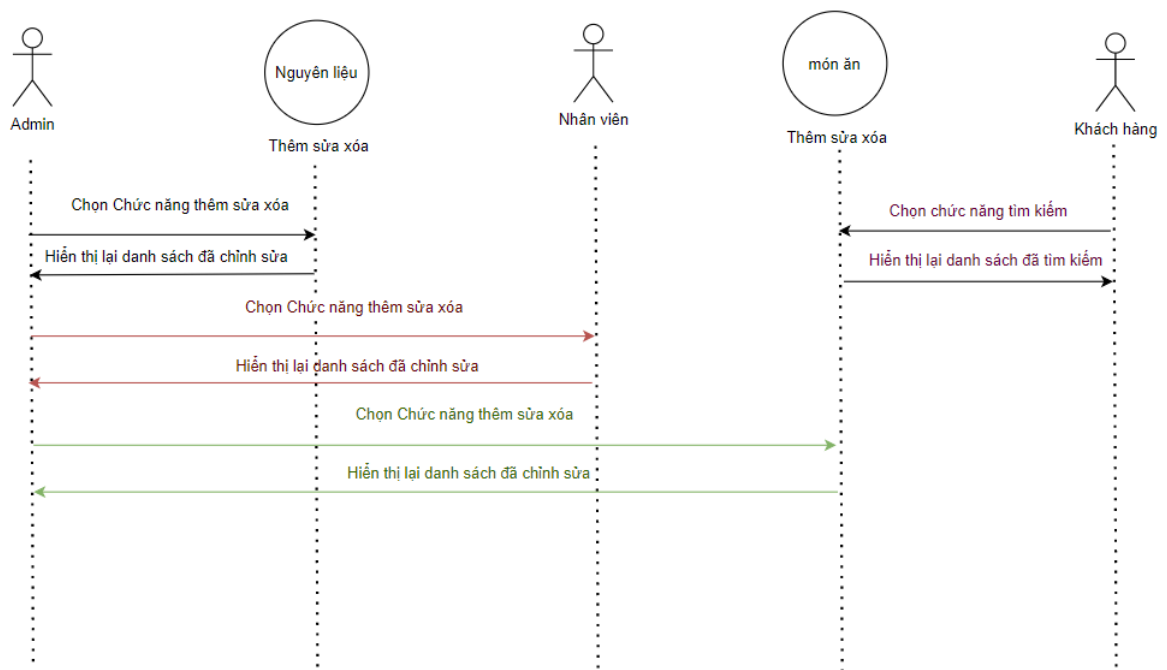 Admin
Nguyên liệu
Thêm sửa xóa
Nhân viên
món ăn
Thêm sửa xóa
Khách hàng
Chọn Chức năng thêm sửa xóa
Chọn chức năng tìm kiếm
Hiển thị lại danh sách đã chỉnh sửa
Hiển thị lại danh sách đã tìm kiếm
Chọn Chức năng thêm sửa xóa
Hiển thị lại danh sách đã chỉnh sửa
Chọn Chức năng thêm sửa xóa
Hiển thị lại danh sách đã chỉnh sửa